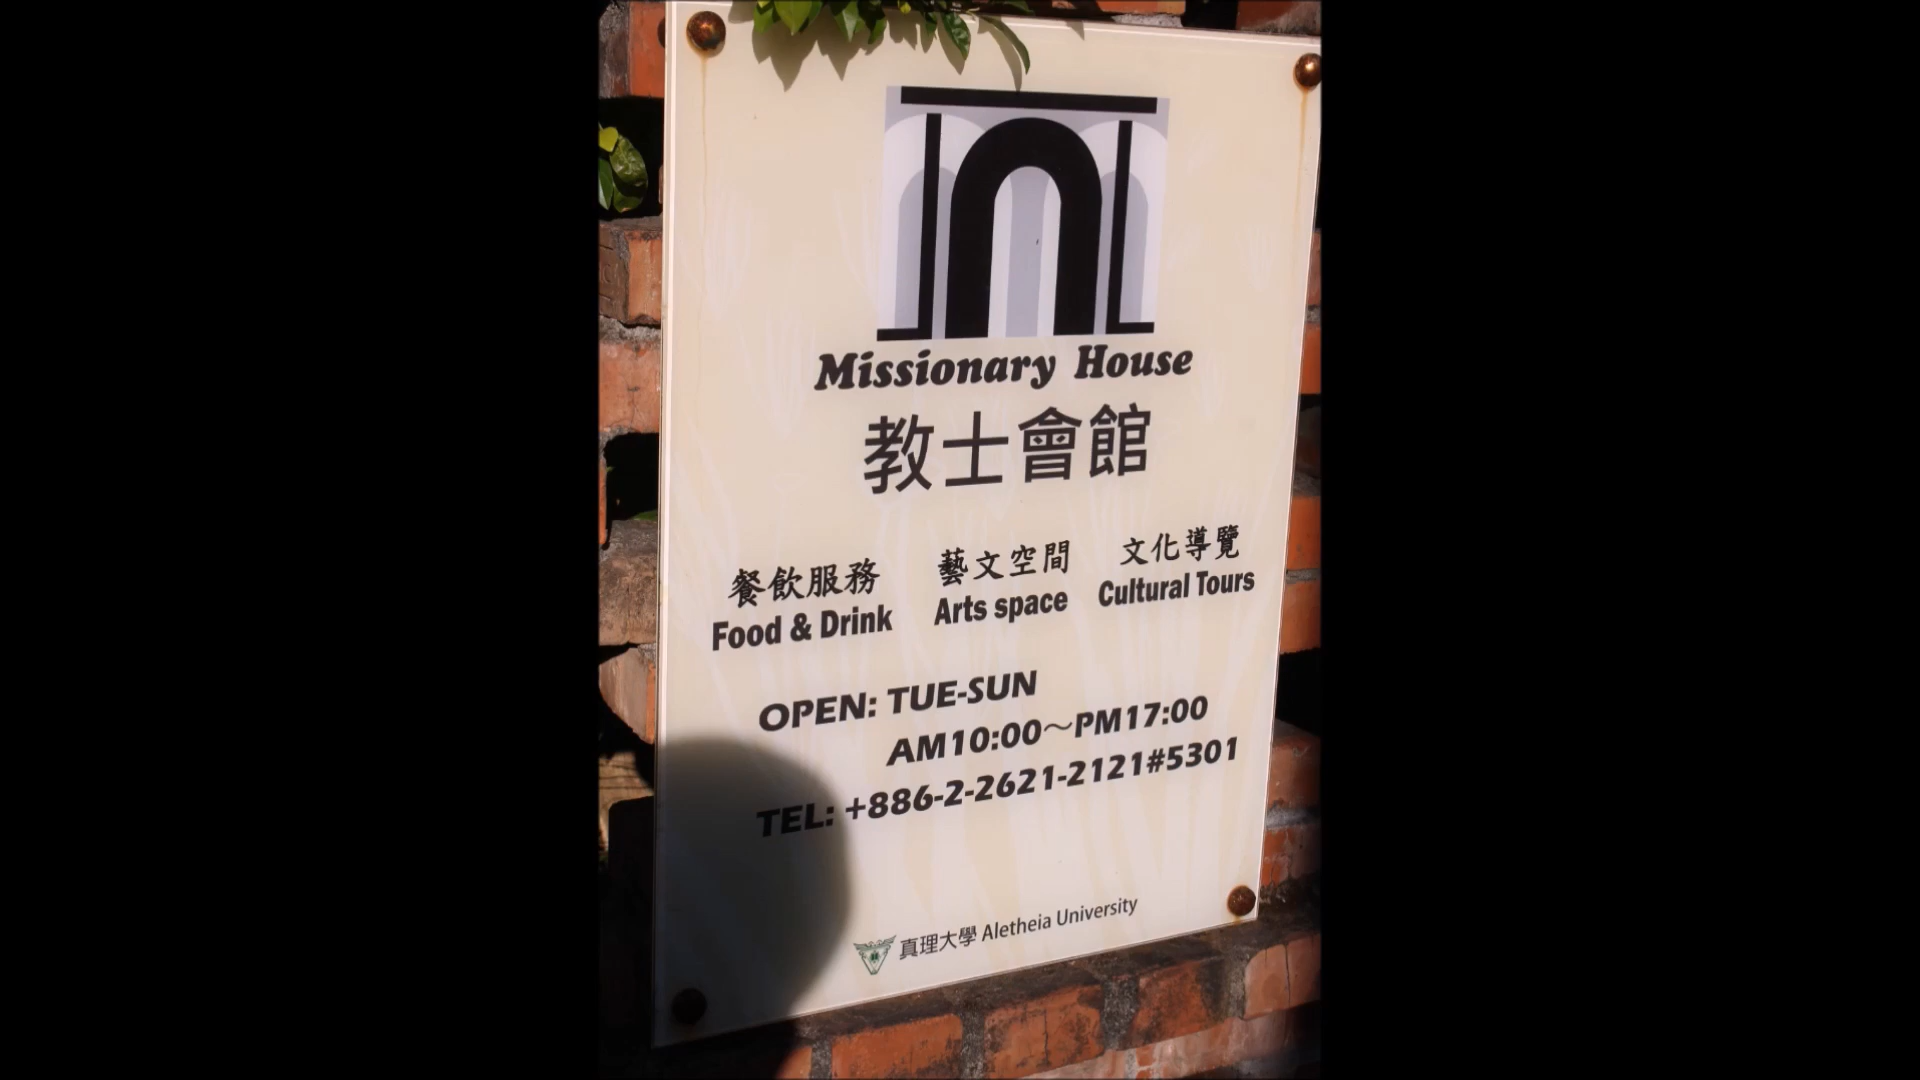 Missionary House
教士會館
餐飲服務 藝文空間 文化導覽
Food & Drink Arts space Cultural Tours
OPEN: TUE-SUN
AM10:00～PM17:00
TEL: +886-2-2621-2121#5301
真理大學 Aletheia University